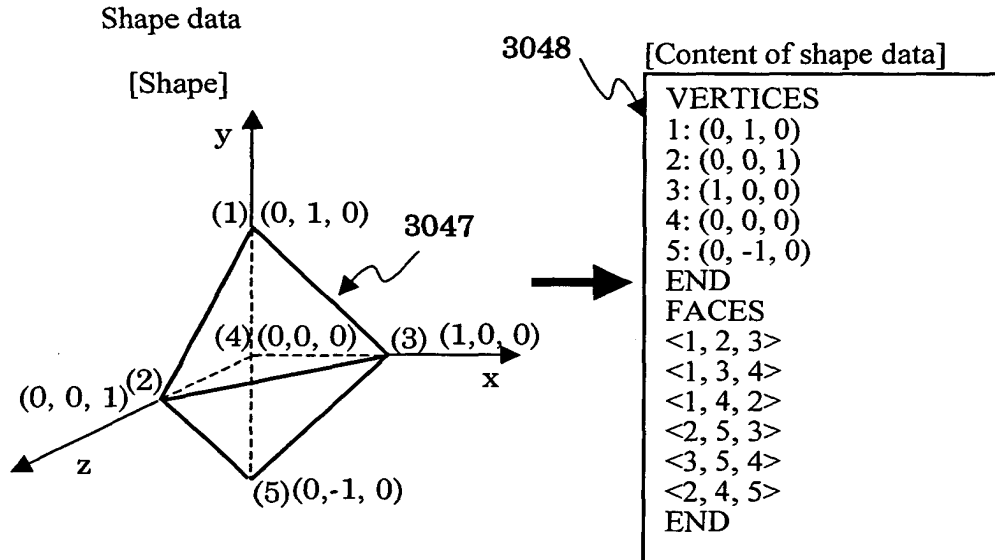 Shape data
[Shape]
y
(1) (0, 1, 0)
3047
(4) (0,0, 0)
(3) (1,0, 0)
x
(2)
(0, 0, 1)
z
(5) (0,-1, 0)
3048
[Content of shape data]
VERTICES
1: (0, 1, 0)
2: (0, 0, 1)
3: (1, 0, 0)
4: (0, 0, 0)
5: (0, -1, 0)
END
FACES
<1, 2, 3>
<1, 3, 4>
<1, 4, 2>
<2, 5, 3>
<3, 5, 4>
<2, 4, 5>
END